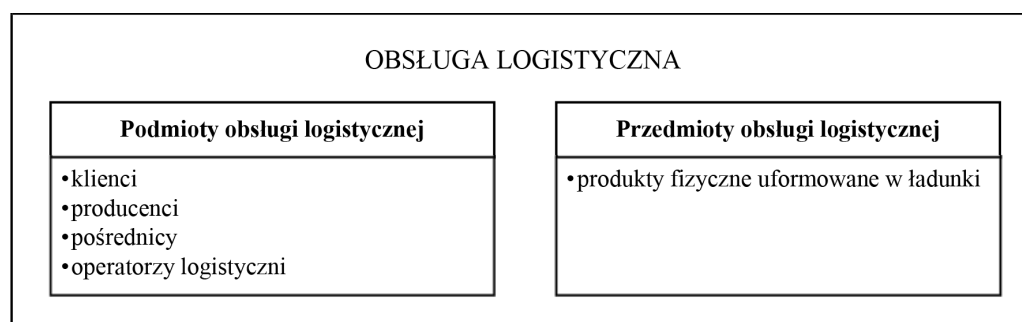 OBSŁUGA LOGISTYCZNA
Podmioty obsługi logistycznej
•klienci
•producenci
•pośrednicy
•operatorzy logistyczni
Przedmioty obsługi logistycznej
•produkty fizyczne uformowane w ładunki